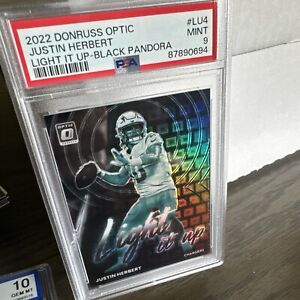 2022 DONRUSS OPTIC #LU4
JUSTIN HERBERT MINT
LIGHT IT UP-BLACK PANDORA 9
PSA 87890694
OPTIC
Light
it up
JUSTIN HERBERT
CHARGERS
10
GEM MT